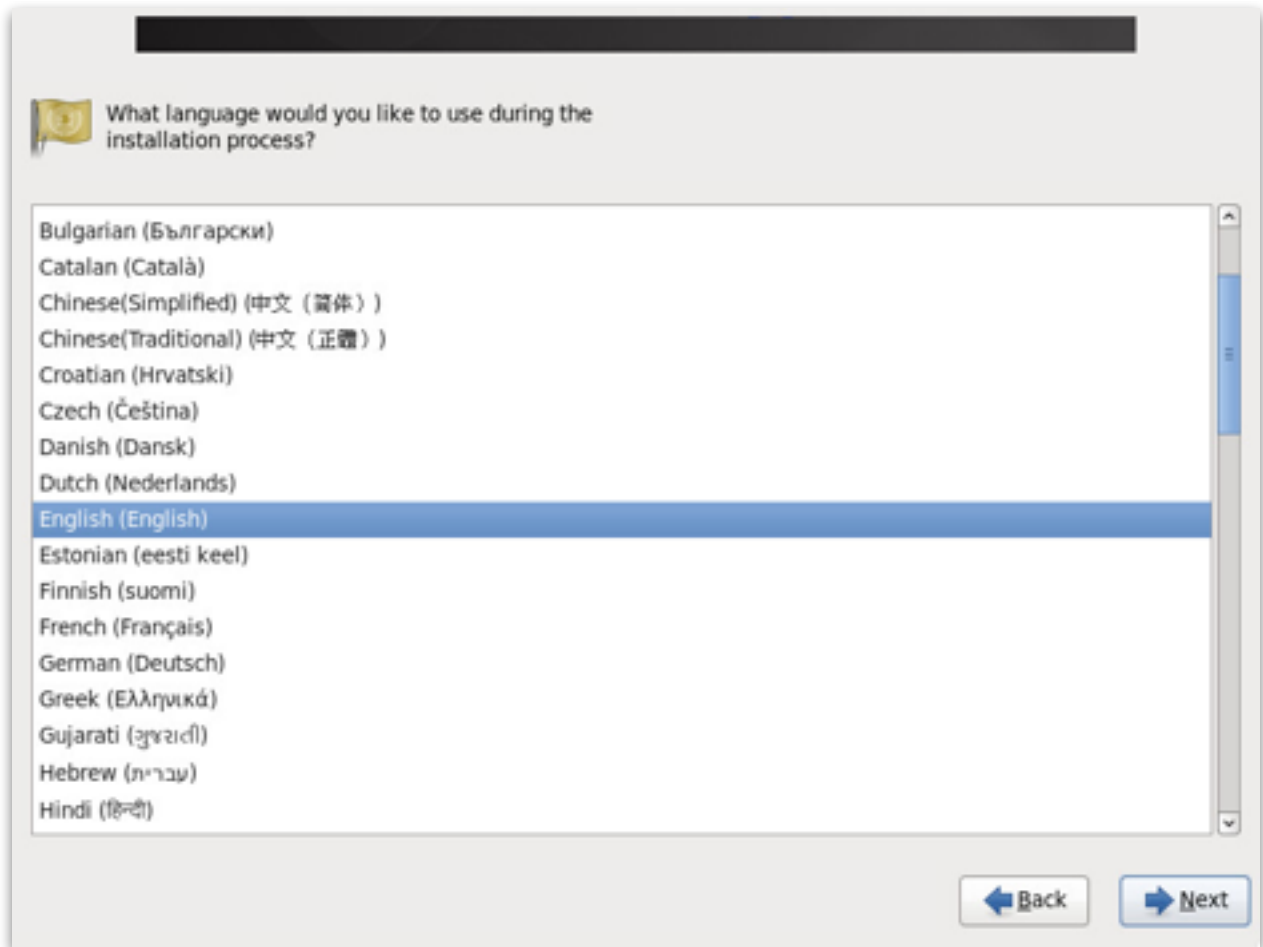 What language would you like to use during the
installation process?
Bulgarian (Български)
Catalan (Català)
Chinese(Simplified) (中文（简体）)
Chinese(Traditional) (中文（正體）)
Croatian (Hrvatski)
Czech (Čeština)
Danish (Dansk)
Dutch (Nederlands)
English (English)
Estonian (eesti keel)
Finnish (suomi)
French (Français)
German (Deutsch)
Greek (Ελληνικά)
Gujarati (ગુજરાતી)
Hebrew (עברית)
Hindi (हिन्दी)
Back
Next